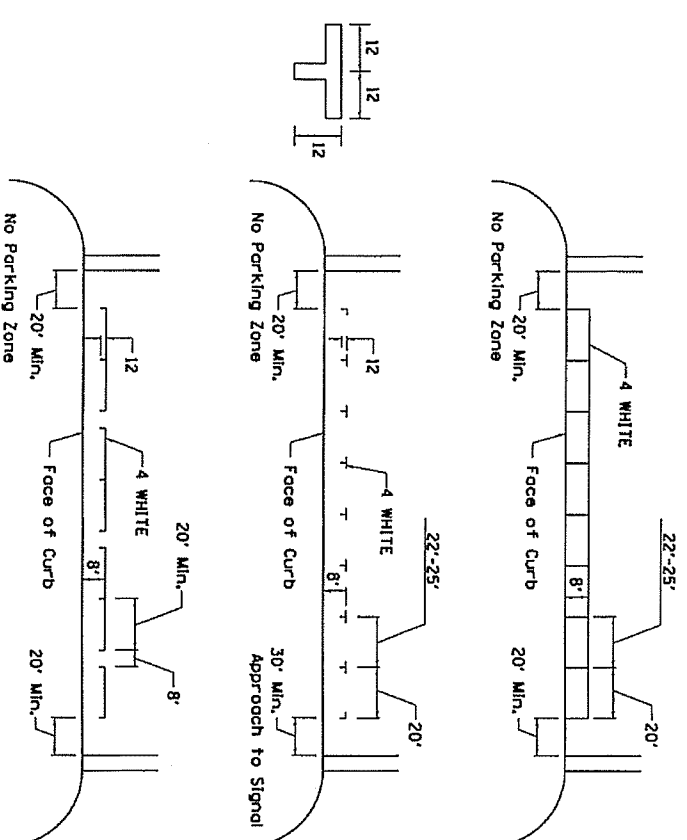 22'-25'
20'
4 WHITE
8'
20' Min.
No Parking Zone
Face of Curb
20' Min.
12
12
12
22'-25'
20'
4 WHITE
12
8'
20' Min.
No Parking Zone
Face of Curb
30' Min.
Approach to Signal
20' Min.
8'
4 WHITE
12
8'
20' Min.
No Parking Zone
Face of Curb
20' Min.